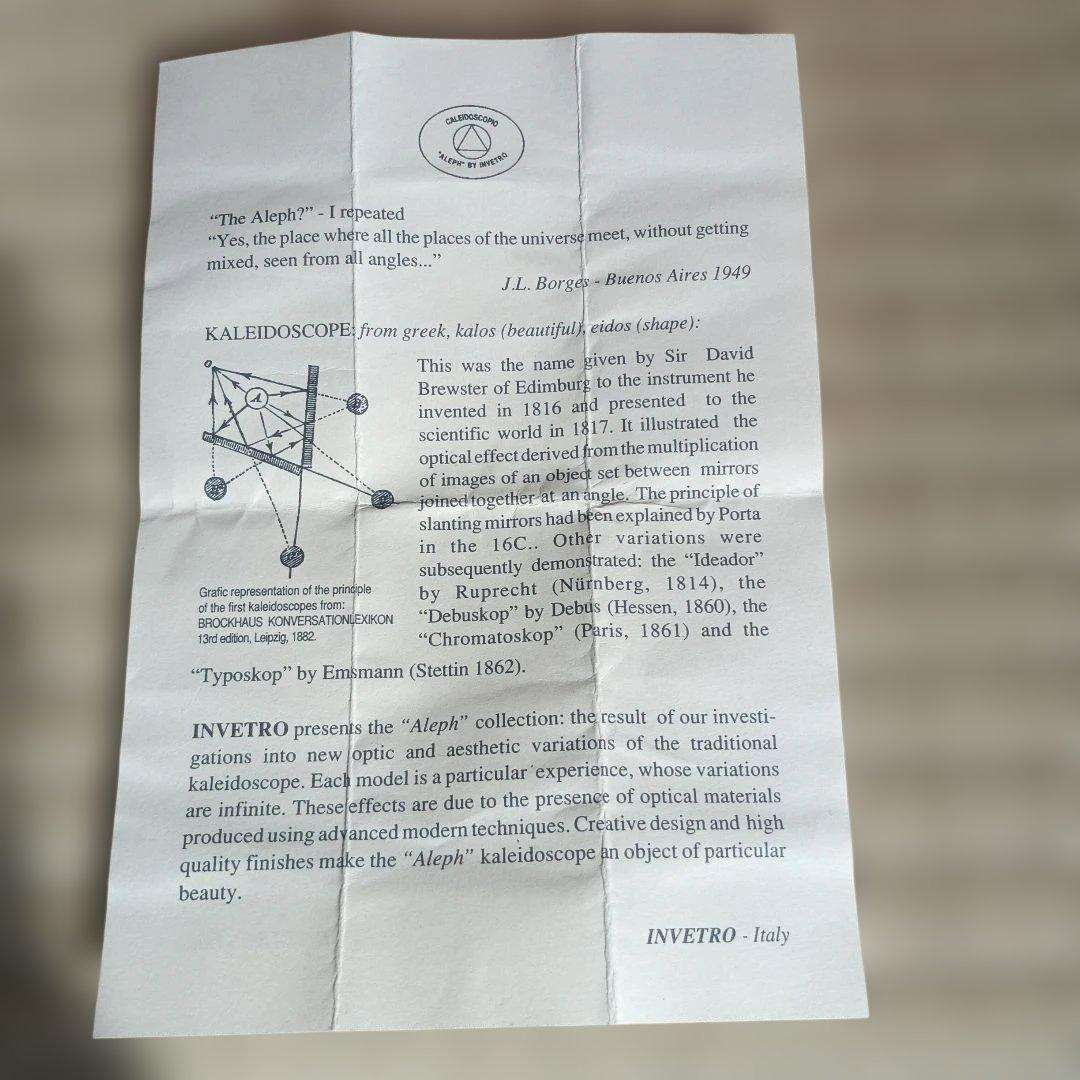 CALEIDOSCOPIO
"ALEPH" BY INVETRO
“The Aleph?” - I repeated
“Yes, the place where all the places of the universe meet, without getting
mixed, seen from all angles...”
J.L. Borges - Buenos Aires 1949
KALEIDOSCOPE: from greek, kalos (beautiful), eidos (shape):
O
A
B
This was the name given by Sir David
Brewster of Edimburg to the instrument he
invented in 1816 and presented to the
scientific world in 1817. It illustrated the
optical effect derived from the multiplication
of images of an object set between mirrors
joined together at an angle. The principle of
slanting mirrors had been explained by Porta
in the 16C.. Other variations were
subsequently demonstrated: the “Ideador”
by Ruprecht (Nürnberg, 1814), the
“Debuskop” by Debus (Hessen, 1860), the
“Chromatoskop” (Paris, 1861) and the
“Typoskop” by Emsmann (Stettin 1862).
Grafic representation of the principle
of the first kaleidoscopes from:
BROCKHAUS KONVERSATIONLEXIKON
13rd edition, Leipzig, 1882.
INVETRO presents the “Aleph” collection: the result of our investi-
gations into new optic and aesthetic variations of the traditional
kaleidoscope. Each model is a particular experience, whose variations
are infinite. These effects are due to the presence of optical materials
produced using advanced modern techniques. Creative design and high
quality finishes make the “Aleph” kaleidoscope an object of particular
beauty.
INVETRO - Italy